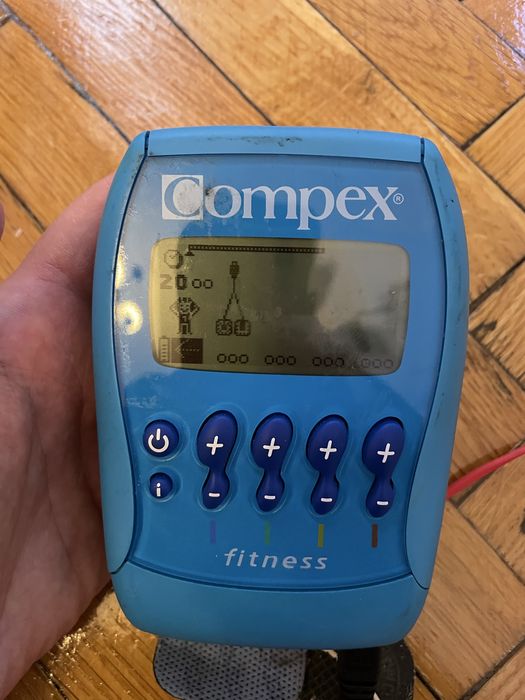 Compex®
20 00
000 000 000 000
+ + + +
i - - - -
fitness